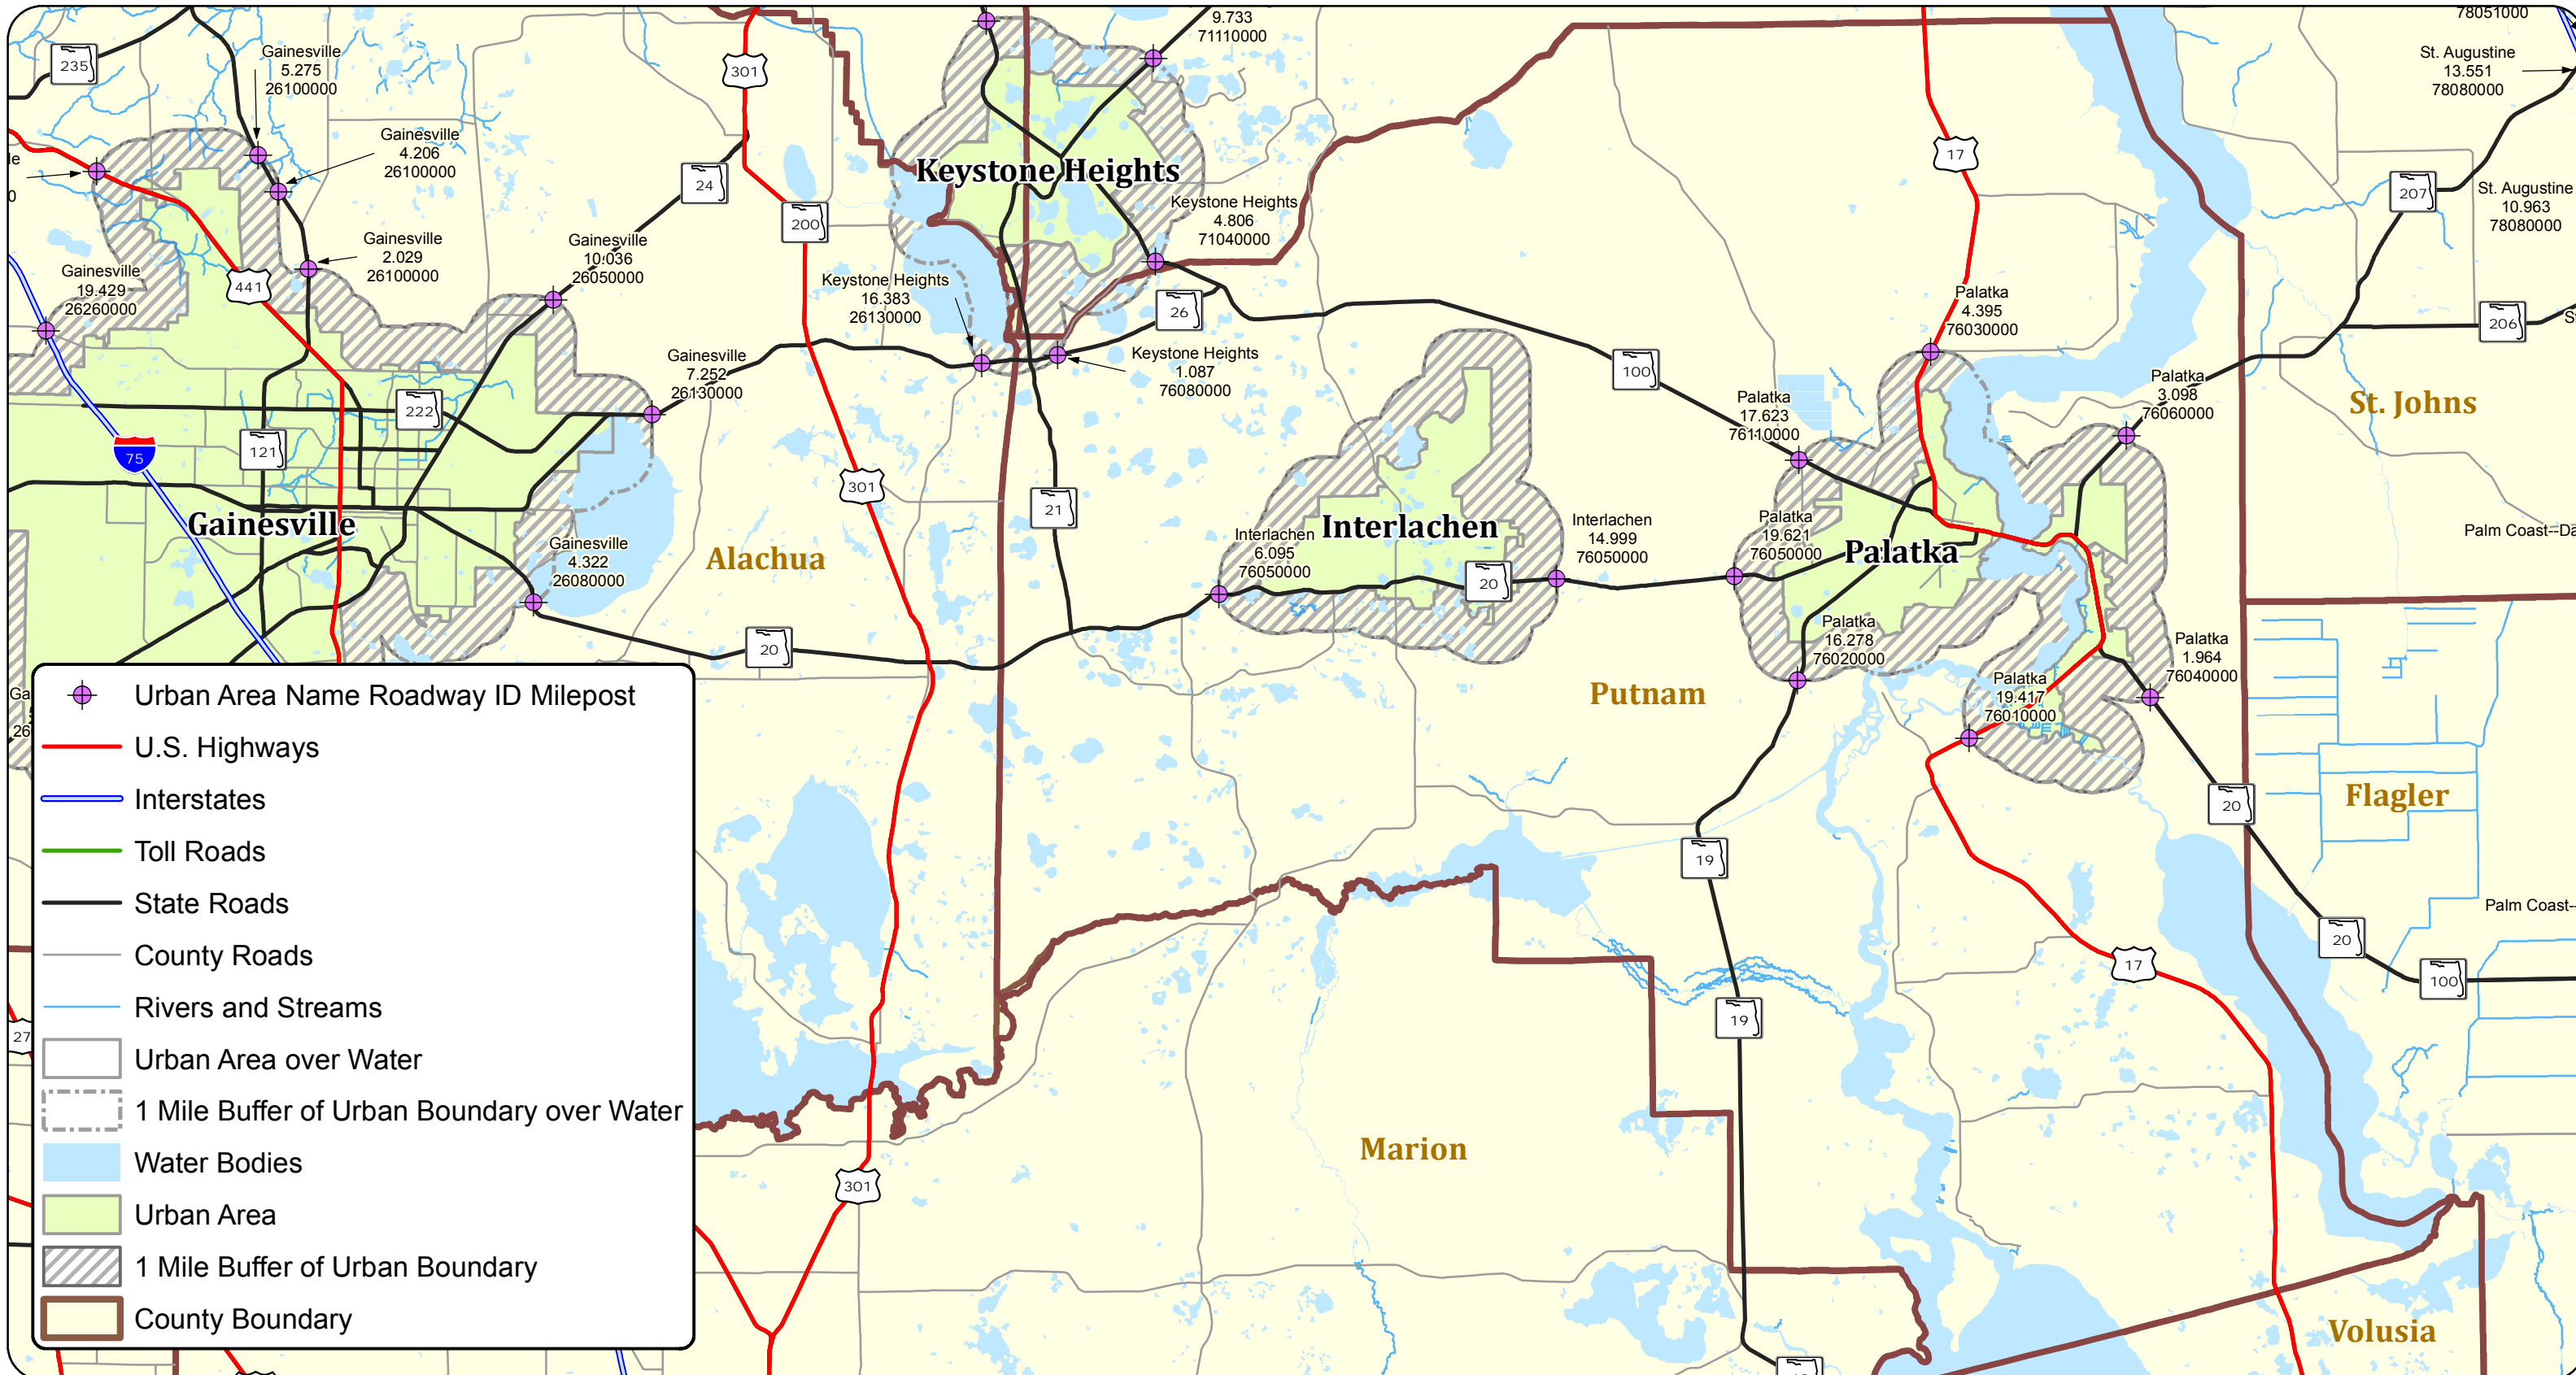 9.733
71110000
78051000
St. Augustine
13.551
78080000
235
Gainesville
5.275
26100000
301
17
Gainesville
4.206
26100000
24
Keystone Heights
207
St. Augustine
10.963
78080000
200
Keystone Heights
4.806
71040000
Gainesville
2.029
26100000
Gainesville
10.036
26050000
Gainesville
19.429
26260000
441
Keystone Heights
16.383
26130000
26
Palatka
4.395
76030000
206
Gainesville
7.252
26130000
Keystone Heights
1.087
76080000
100
Palatka
17.623
76110000
Palatka
3.098
76060000
St. Johns
222
121
75
301
21
Gainesville
Interlachen
6.095
76050000
Interlachen
Interlachen
14.999
76050000
Palatka
19.621
76050000
Palatka
Palm Coast--Da
Gainesville
4.322
26080000
Alachua
20
20
Palatka
16.278
76020000
Palatka
1.964
76040000
Putnam
Palatka
19.417
76010000
Flagler
20
19
Palm Coast-
20
17
100
19
27
Marion
301
Volusia
Urban Area Name Roadway ID Milepost
U.S. Highways
Interstates
Toll Roads
State Roads
County Roads
Rivers and Streams
Urban Area over Water
1 Mile Buffer of Urban Boundary over Water
Water Bodies
Urban Area
1 Mile Buffer of Urban Boundary
County Boundary